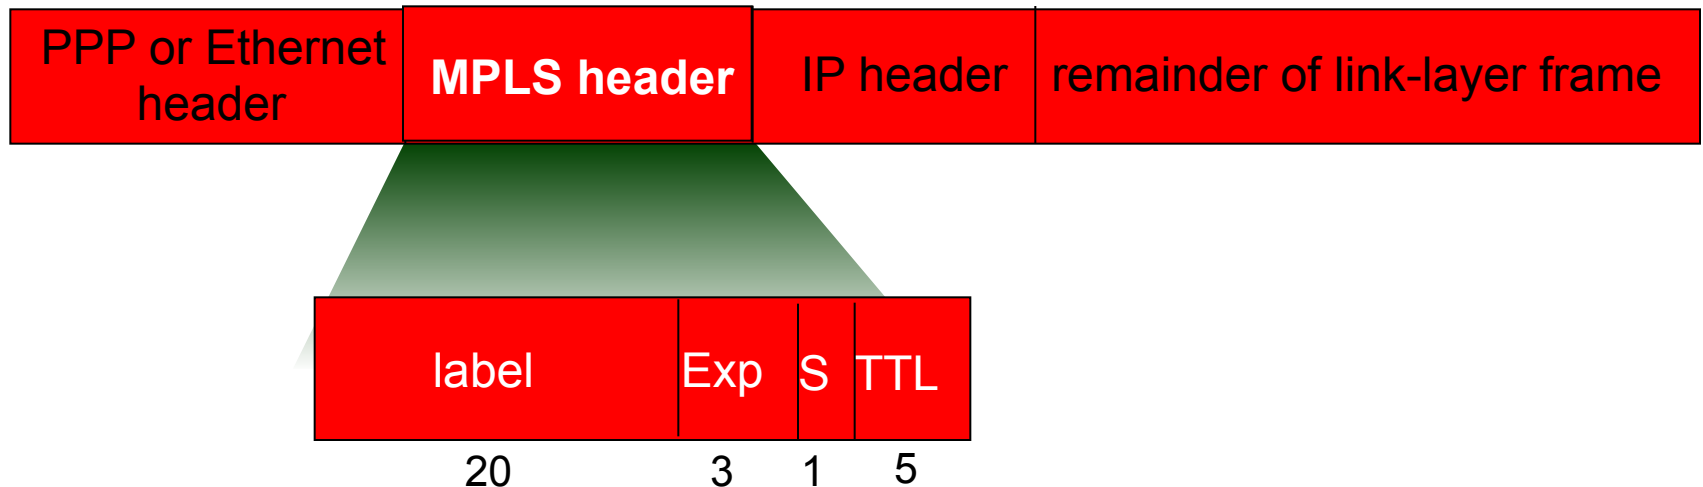 PPP or Ethernet
header
MPLS header
IP header
remainder of link-layer frame
label
Exp
S
TTL
20
3
1
5